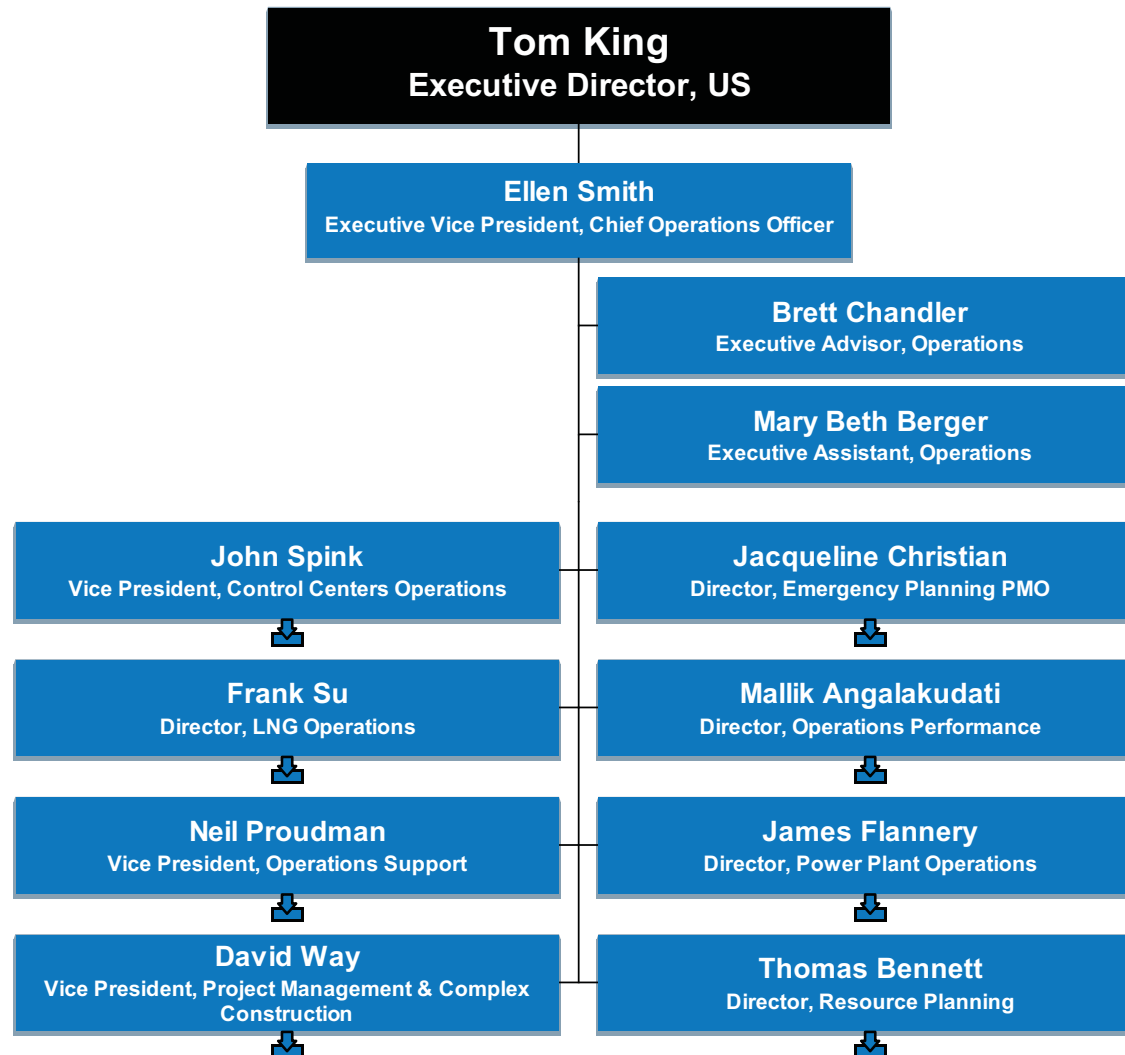 Tom King
Executive Director, US
Ellen Smith
Executive Vice President, Chief Operations Officer
Brett Chandler
Executive Advisor, Operations
Mary Beth Berger
Executive Assistant, Operations
John Spink
Vice President, Control Centers Operations
Jacqueline Christian
Director, Emergency Planning PMO
Frank Su
Director, LNG Operations
Mallik Angalakudati
Director, Operations Performance
Neil Proudman
Vice President, Operations Support
James Flannery
Director, Power Plant Operations
David Way
Vice President, Project Management & Complex
Construction
Thomas Bennett
Director, Resource Planning